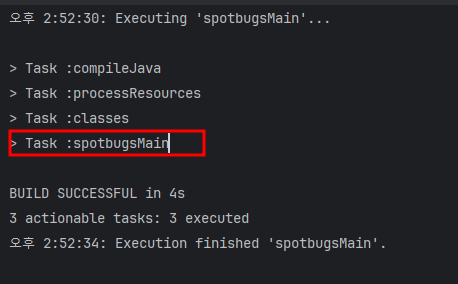 오후 2:52:30: Executing 'spotbugsMain'...
> Task :compileJava
> Task :processResources
> Task :classes
> Task :spotbugsMain
BUILD SUCCESSFUL in 4s
3 actionable tasks: 3 executed
오후 2:52:34: Execution finished 'spotbugsMain'.